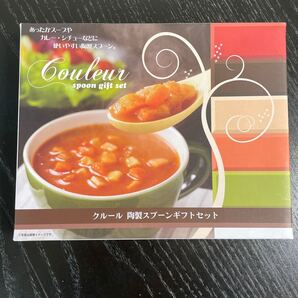 あったかスープや
カレー・シチューなどに
使いやすい陶製スプーン。
Couleur
spoon gift set
クルール 陶製スプーンギフトセット